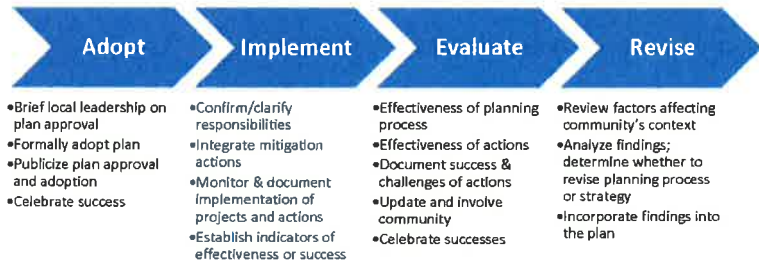 Adopt
Implement
Evaluate
Revise
•Brief local leadership on
plan approval
•Formally adopt plan
•Publicize plan approval
and adoption
•Celebrate success
•Confirm/clarify
responsibilities
•Integrate mitigation
actions
•Monitor & document
implementation of
projects and actions
•Establish indicators of
effectiveness or success
•Effectiveness of planning
process
•Effectiveness of actions
•Document success &
challenges of actions
•Update and involve
community
•Celebrate successes
•Review factors affecting
community's context
•Analyze findings;
determine whether to
revise planning process
or strategy
•Incorporate findings into
the plan